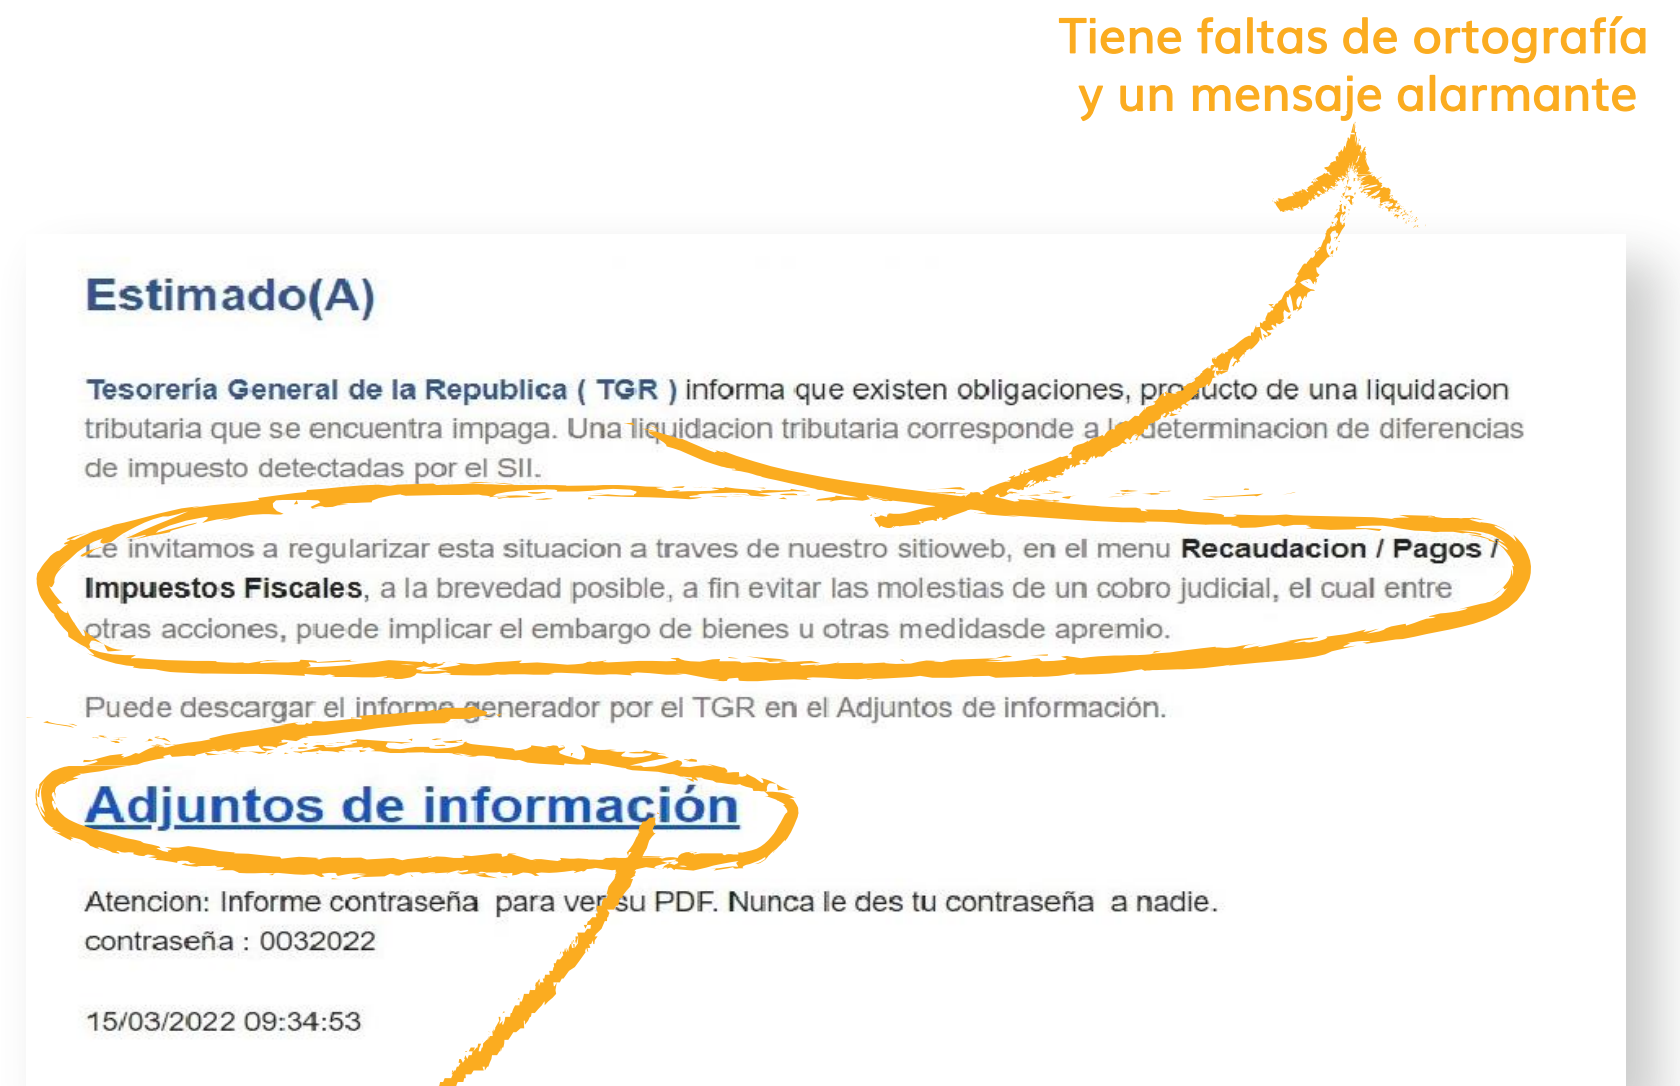 Tiene faltas de ortografía
y un mensaje alarmante
Estimado(A)
Tesorería General de la Republica ( TGR ) informa que existen obligaciones, producto de una liquidacion
tributaria que se encuentra impaga. Una liquidacion tributaria corresponde a la determinacion de diferencias
de impuesto detectadas por el SII.
Le invitamos a regularizar esta situacion a traves de nuestro sitioweb, en el menu Recaudacion / Pagos /
Impuestos Fiscales, a la brevedad posible, a fin evitar las molestias de un cobro judicial, el cual entre
otras acciones, puede implicar el embargo de bienes u otras medidasde apremio.
Puede descargar el informe generador por el TGR en el Adjuntos de información.
Adjuntos de información
Atencion: Informe contraseña para ver su PDF. Nunca le des tu contraseña a nadie.
contraseña : 0032022
15/03/2022 09:34:53